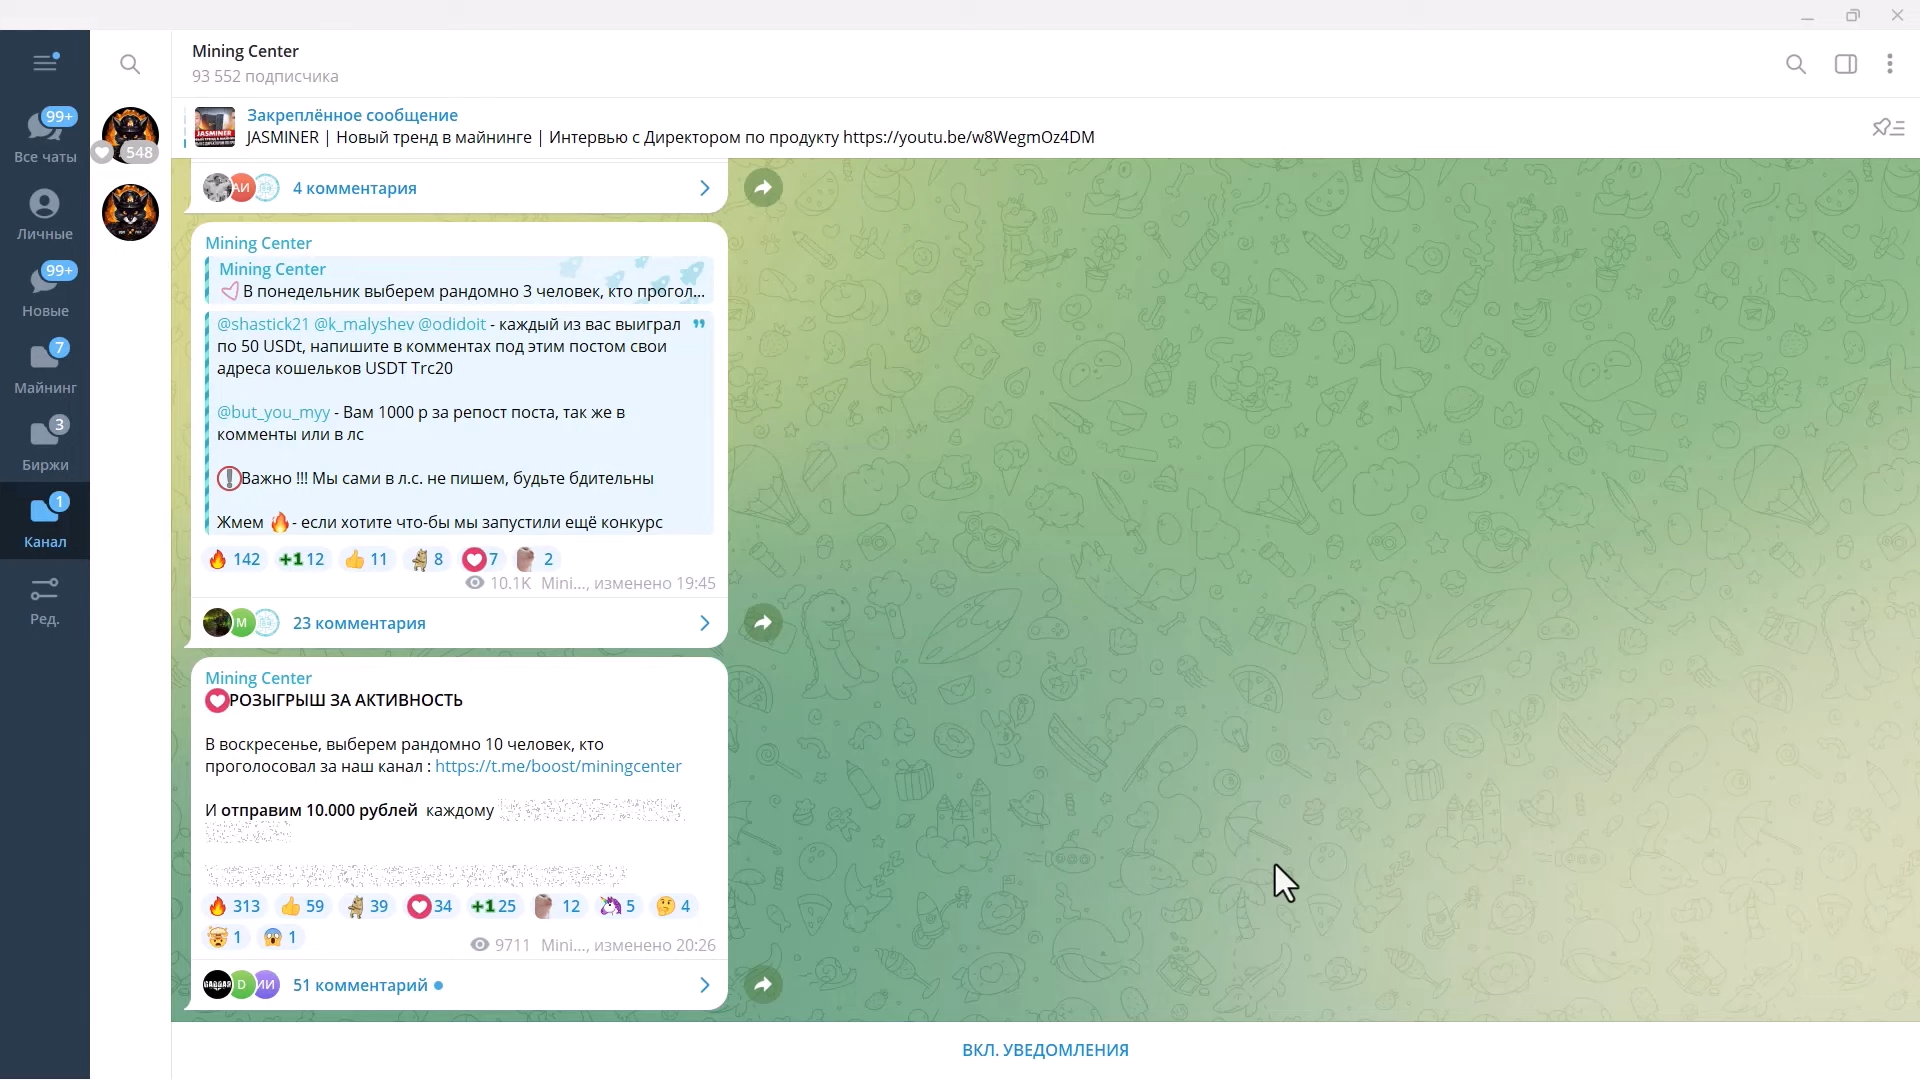 Mining Center
93 552 подписчика
Закреплённое сообщение
JASMINER | Новый тренд в майнинге | Интервью с Директором по продукту https://youtu.be/w8WegmOz4DM
99+
Все чаты
548
Личные
99+
Новые
7
Майнинг
3
Биржи
1
Канал
Ред.
АИ
4 комментария
Mining Center
Mining Center
В понедельник выберем рандомно 3 человек, кто прогол...
@shastick21 @k_malyshev @odidoit - каждый из вас выиграл
по 50 USDt, напишите в комментах под этим постом свои
адреса кошельков USDT Trc20
@but_you_myy - Вам 1000 р за репост поста, так же в
комменты или в лс
Важно !!! Мы сами в л.с. не пишем, будьте бдительны
Жмем 🔥- если хотите что-бы мы запустили ещё конкурс
🔥 142 +1 12 👍 11 8 7 2
10.1K Mini..., изменено 19:45
М
23 комментария
Mining Center
РОЗЫГРЫШ ЗА АКТИВНОСТЬ
В воскресенье, выберем рандомно 10 человек, кто
проголосовал за наш канал : https://t.me/boost/miningcenter
И отправим 10.000 рублей каждому
🔥 313 👍 59 39 34 +1 25 12 🦄 5 🤔 4
🤯 1 😱 1
9711 Mini..., изменено 20:26
D ИИ
51 комментарий
ВКЛ. УВЕДОМЛЕНИЯ